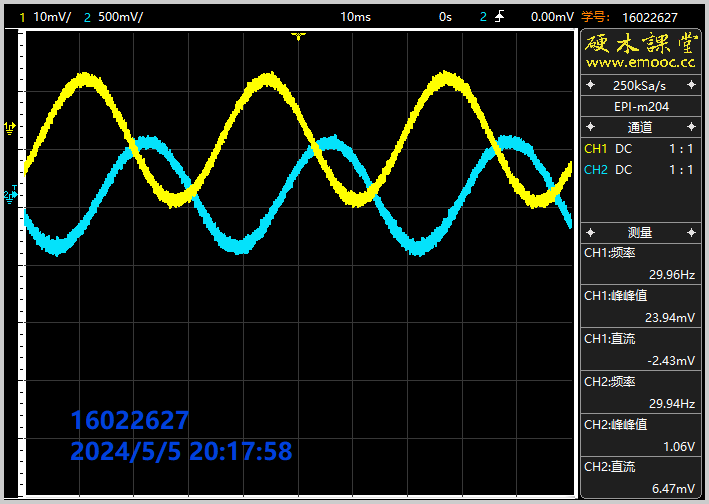 1 10mV/ 2 500mV/ 10ms 0s 2 0.00mV 学号: 16022627
硬木課堂
www.emooc.cc
250kSa/s
EPI-m204
通道
CH1 DC 1 : 1
CH2 DC 1 : 1
测量
CH1:频率
29.96Hz
CH1:峰峰值
23.94mV
CH1:直流
-2.43mV
CH2:频率
29.94Hz
CH2:峰峰值
1.06V
CH2:直流
6.47mV
1
T
2
16022627
2024/5/5 20:17:58